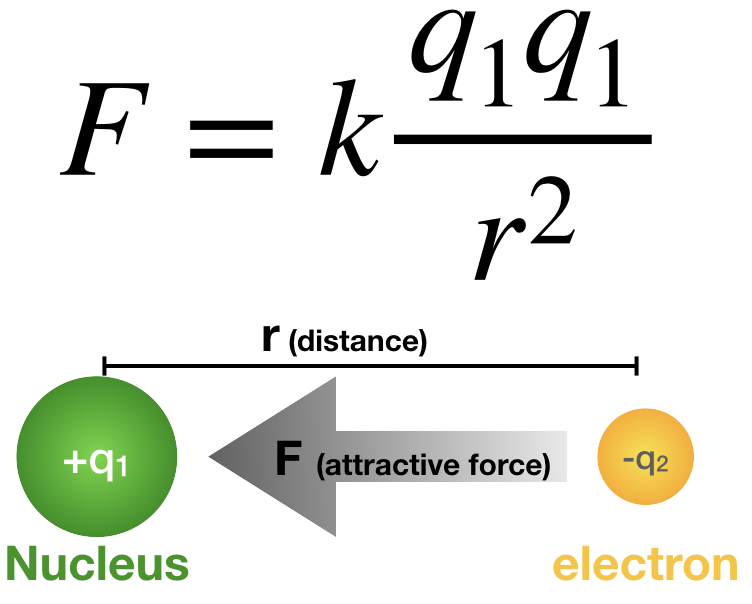 F = k q₁q₁ / r²
r (distance)
+q₁
F (attractive force)
-q₂
Nucleus
electron